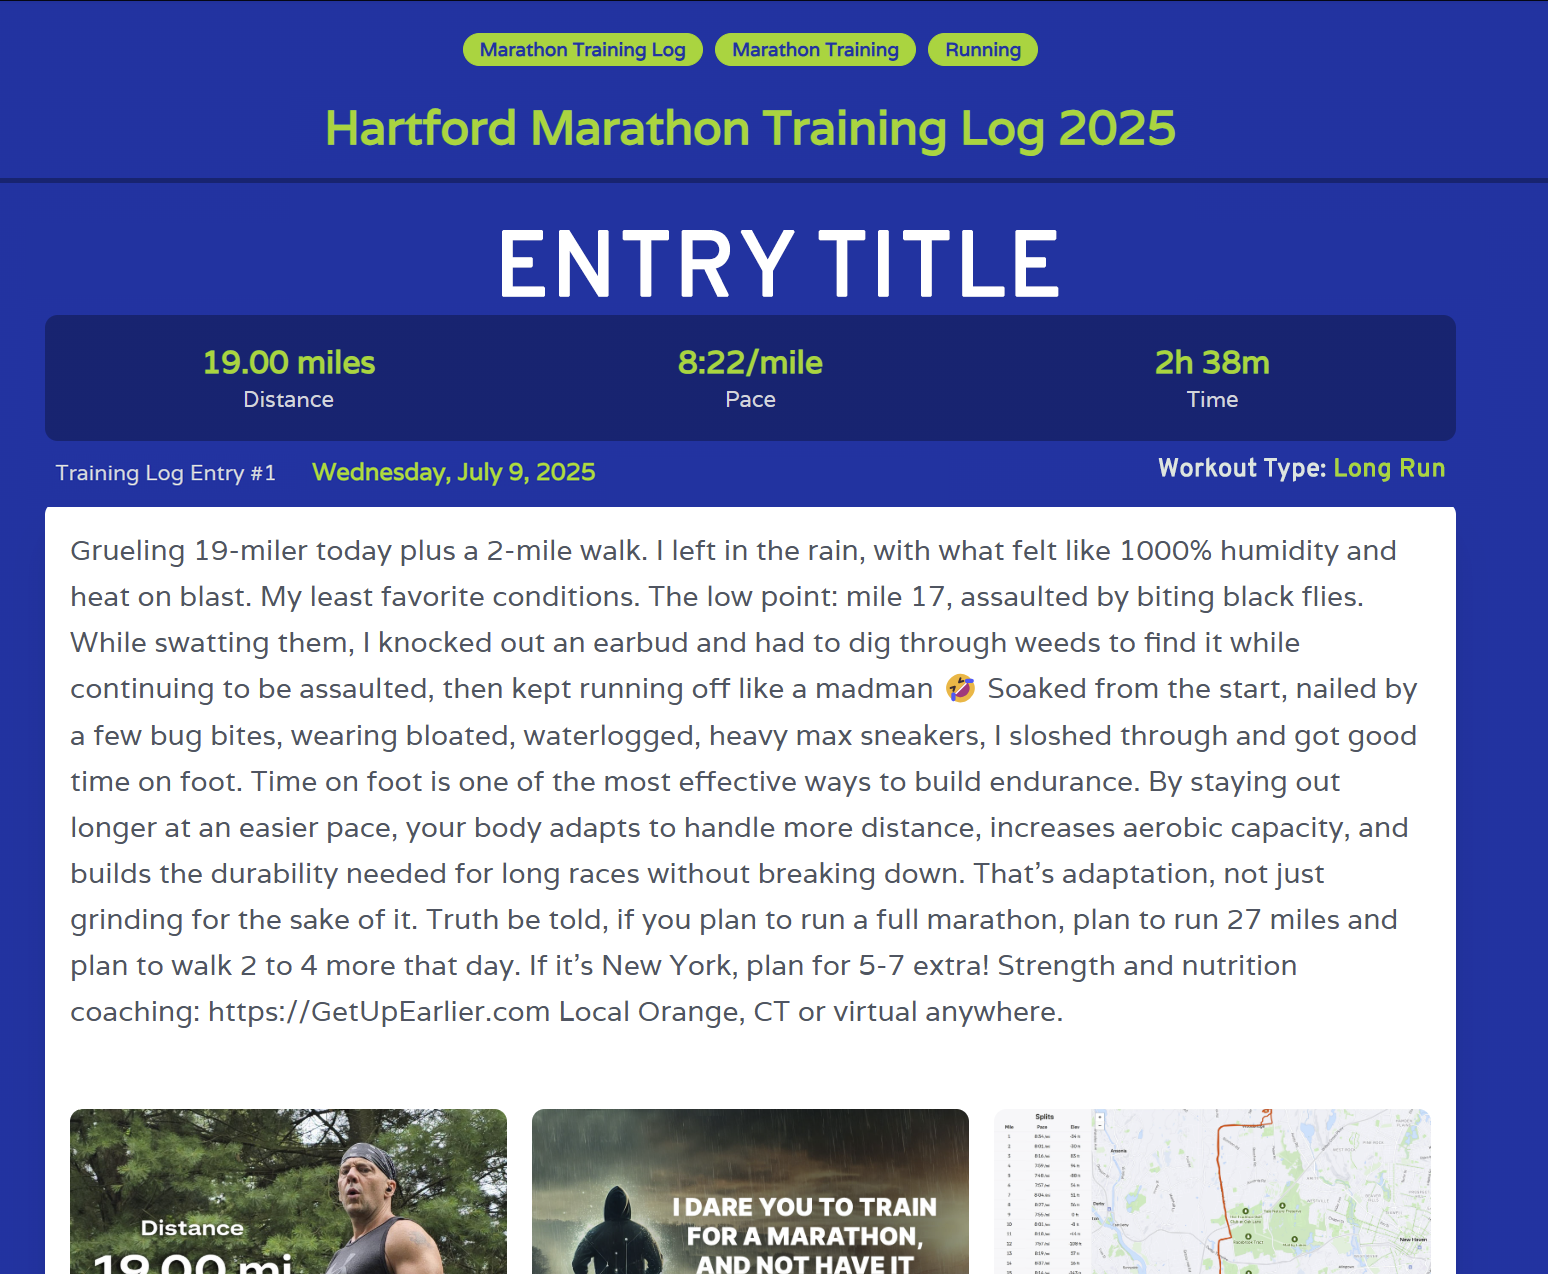 Marathon Training Log Marathon Training Running
Hartford Marathon Training Log 2025
ENTRY TITLE
19.00 miles 8:22/mile 2h 38m
Distance Pace Time
Training Log Entry #1 Wednesday, July 9, 2025 Workout Type: Long Run
Grueling 19-miler today plus a 2-mile walk. I left in the rain, with what felt like 1000% humidity and
heat on blast. My least favorite conditions. The low point: mile 17, assaulted by biting black flies.
While swatting them, I knocked out an earbud and had to dig through weeds to find it while
continuing to be assaulted, then kept running off like a madman 🤣 Soaked from the start, nailed by
a few bug bites, wearing bloated, waterlogged, heavy max sneakers, I sloshed through and got good
time on foot. Time on foot is one of the most effective ways to build endurance. By staying out
longer at an easier pace, your body adapts to handle more distance, increases aerobic capacity, and
builds the durability needed for long races without breaking down. That’s adaptation, not just
grinding for the sake of it. Truth be told, if you plan to run a full marathon, plan to run 27 miles and
plan to walk 2 to 4 more that day. If it’s New York, plan for 5-7 extra! Strength and nutrition
coaching: https://GetUpEarlier.com Local Orange, CT or virtual anywhere.
Distance
19.00 mi
I DARE YOU TO TRAIN
FOR A MARATHON,
AND NOT HAVE IT
Splits
Mile Pace Elev
Ansonia
Derby
New Haven